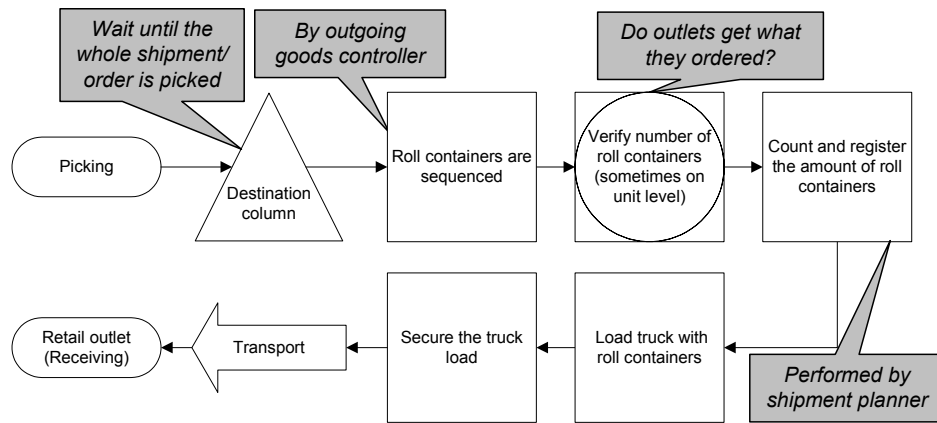 Wait until the
whole shipment/
order is picked
By outgoing
goods controller
Do outlets get what
they ordered?
Picking
Destination
column
Roll containers are
sequenced
Verify number of
roll containers
(sometimes on
unit level)
Count and register
the amount of roll
containers
Retail outlet
(Receiving)
Transport
Secure the truck
load
Load truck with
roll containers
Performed by
shipment planner